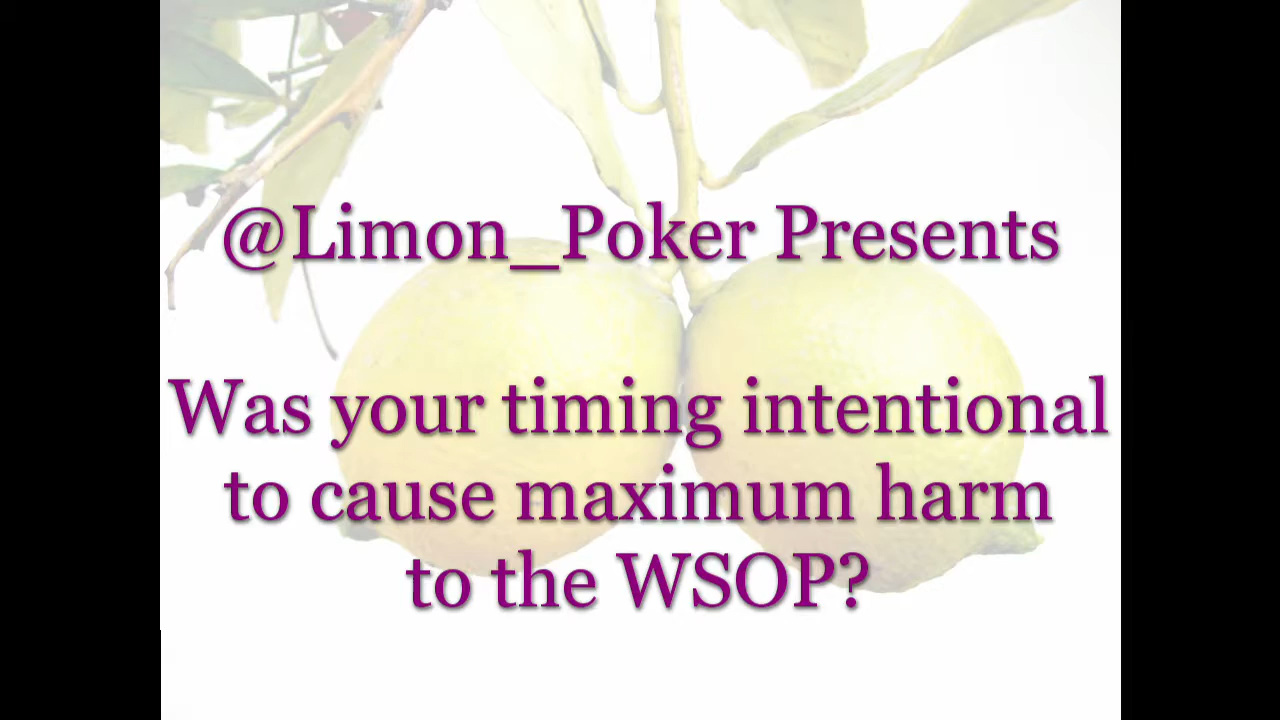 @Limon_Poker Presents
Was your timing intentional
to cause maximum harm
to the WSOP?